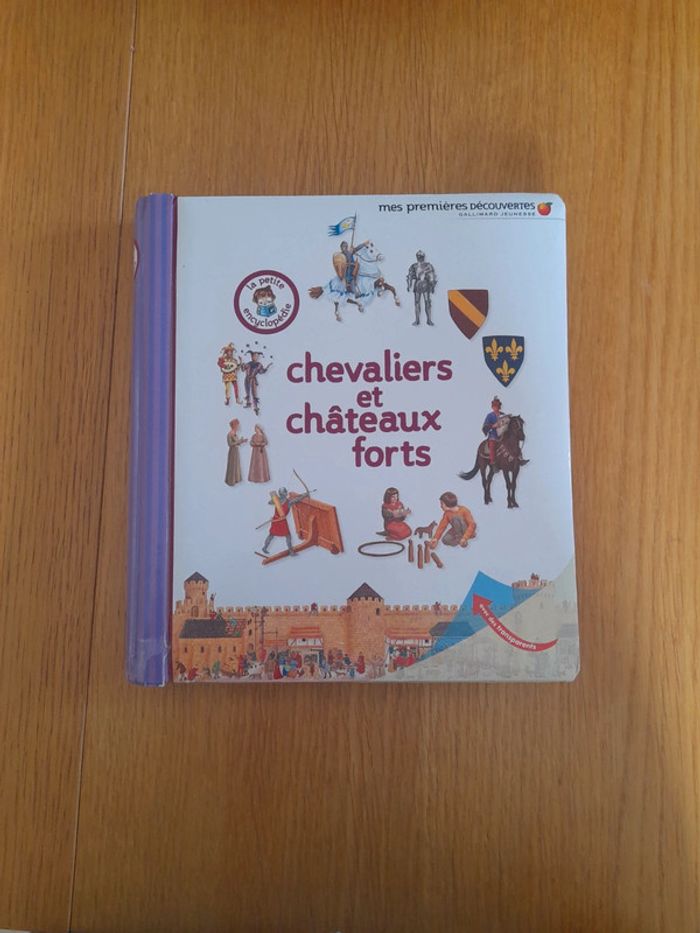 mes premières DÉCOUVERTES
GALLIMARD JEUNESSE
la petite
encyclopédie
chevaliers
et
châteaux
forts
avec des transparents